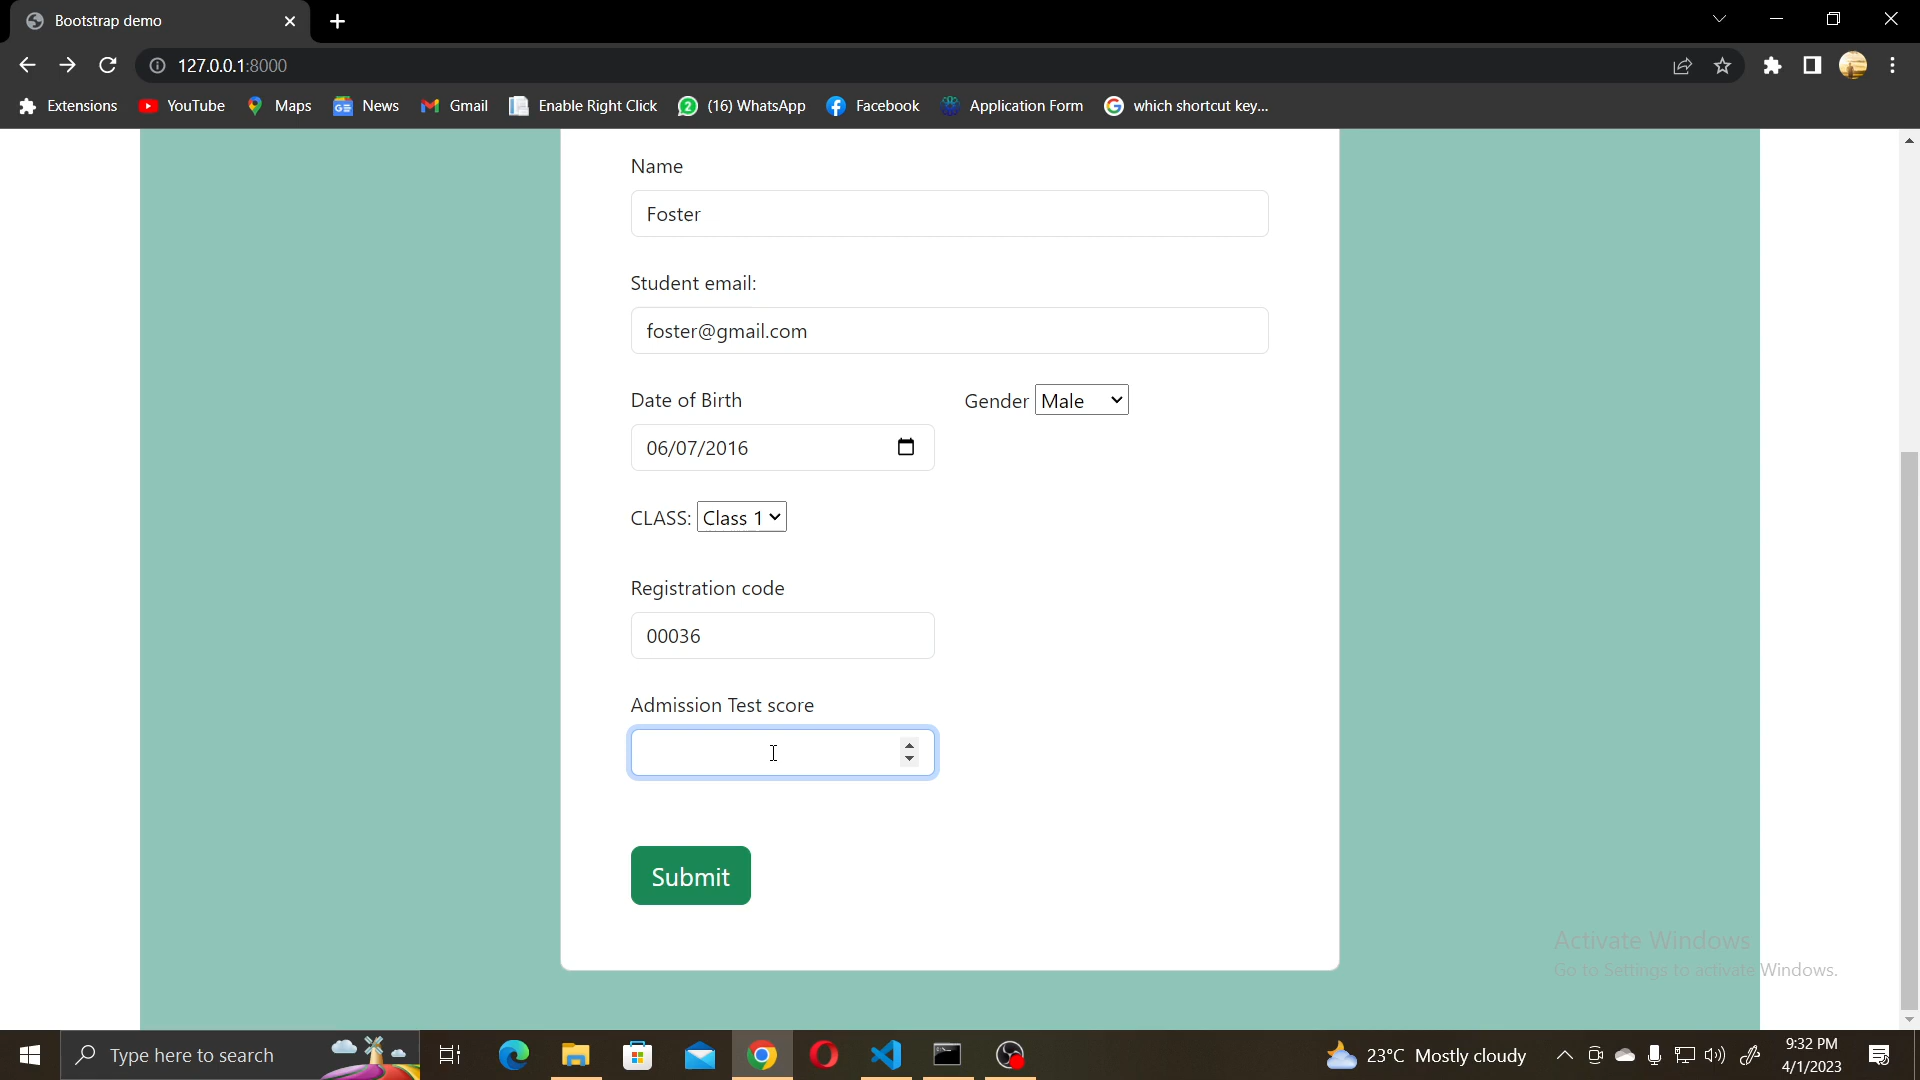 Bootstrap demo
127.0.0.1:8000
Extensions YouTube Maps News Gmail Enable Right Click (16) WhatsApp Facebook Application Form which shortcut key...
Name
Foster
Student email:
foster@gmail.com
Date of Birth Gender Male
06/07/2016
CLASS: Class 1
Registration code
00036
Admission Test score
Submit
Activate Windows
Go to Settings to activate Windows.
Type here to search 23°C Mostly cloudy 9:32 PM
4/1/2023